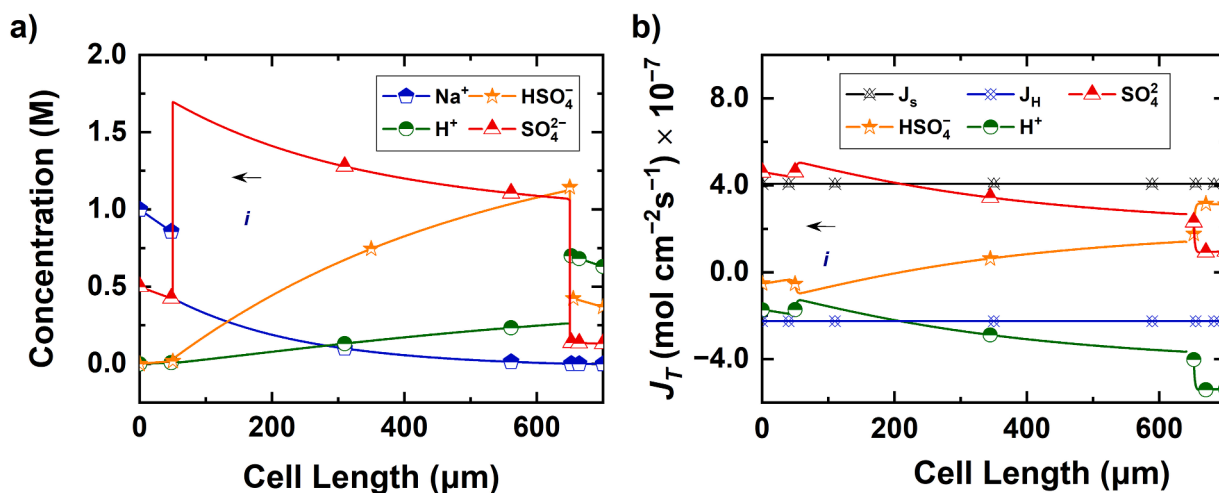 a)
Concentration (M)
2.0
1.5
1.0
0.5
0.0
Na⁺ HSO₄⁻
H⁺ SO₄²⁻
i
0 200 400 600
Cell Length (µm)
b)
J_T (mol cm⁻²s⁻¹) × 10⁻⁷
8.0
4.0
0.0
−4.0
J_s J_H SO₄²
HSO₄⁻ H⁺
i
0 200 400 600
Cell Length (µm)